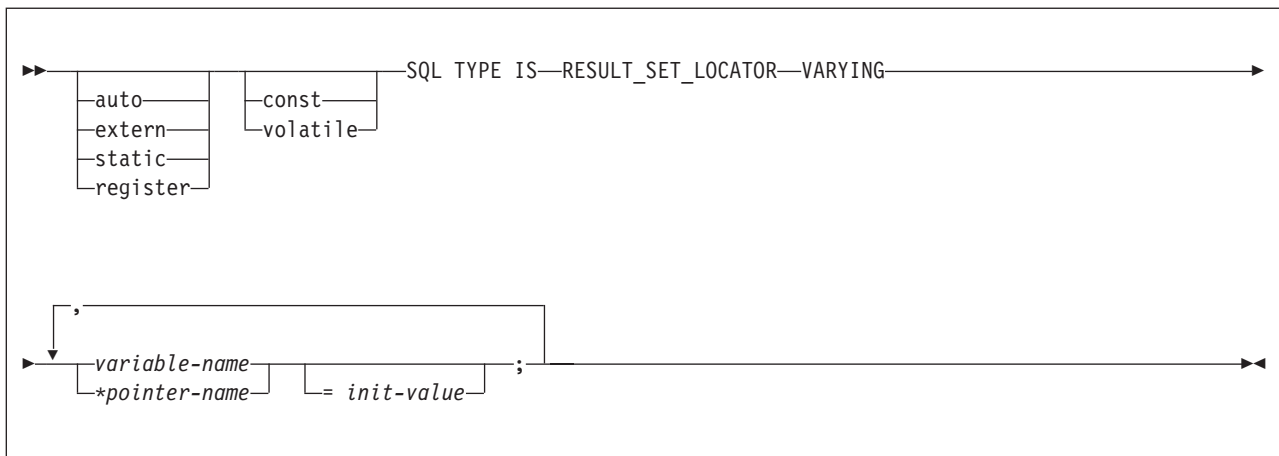 SQL TYPE IS RESULT_SET_LOCATOR VARYING
auto const
extern volatile
static
register
,
variable-name ;
*pointer-name = init-value